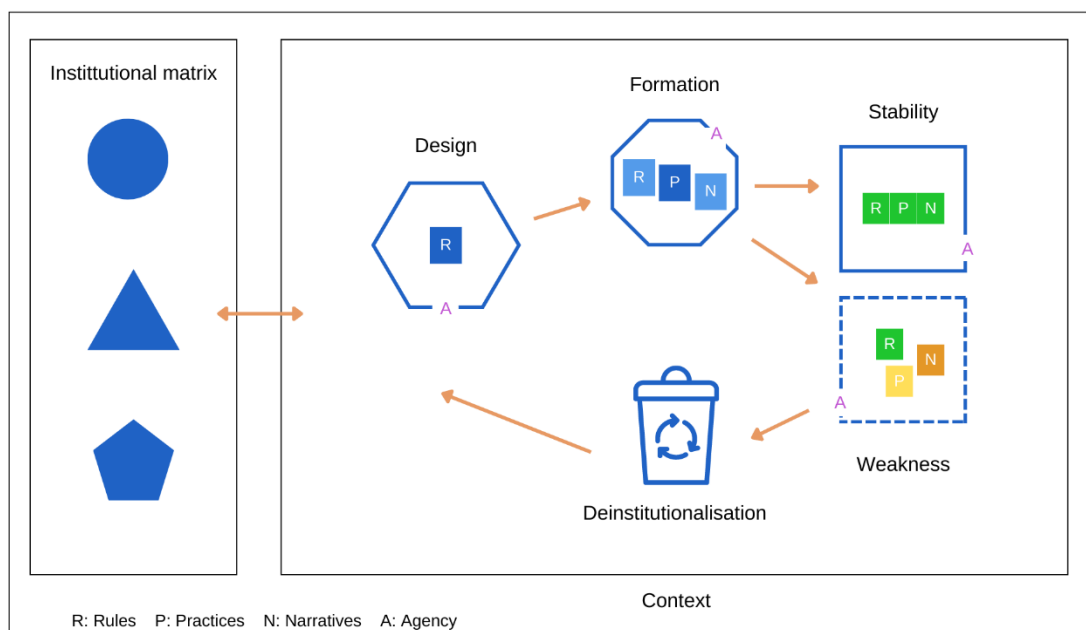 Instittutional matrix
Design
R
A
Formation
A
R
P
N
Stability
R P N
A
R
N
P
A
Weakness
Deinstitutionalisation
Context
R: Rules P: Practices N: Narratives A: Agency